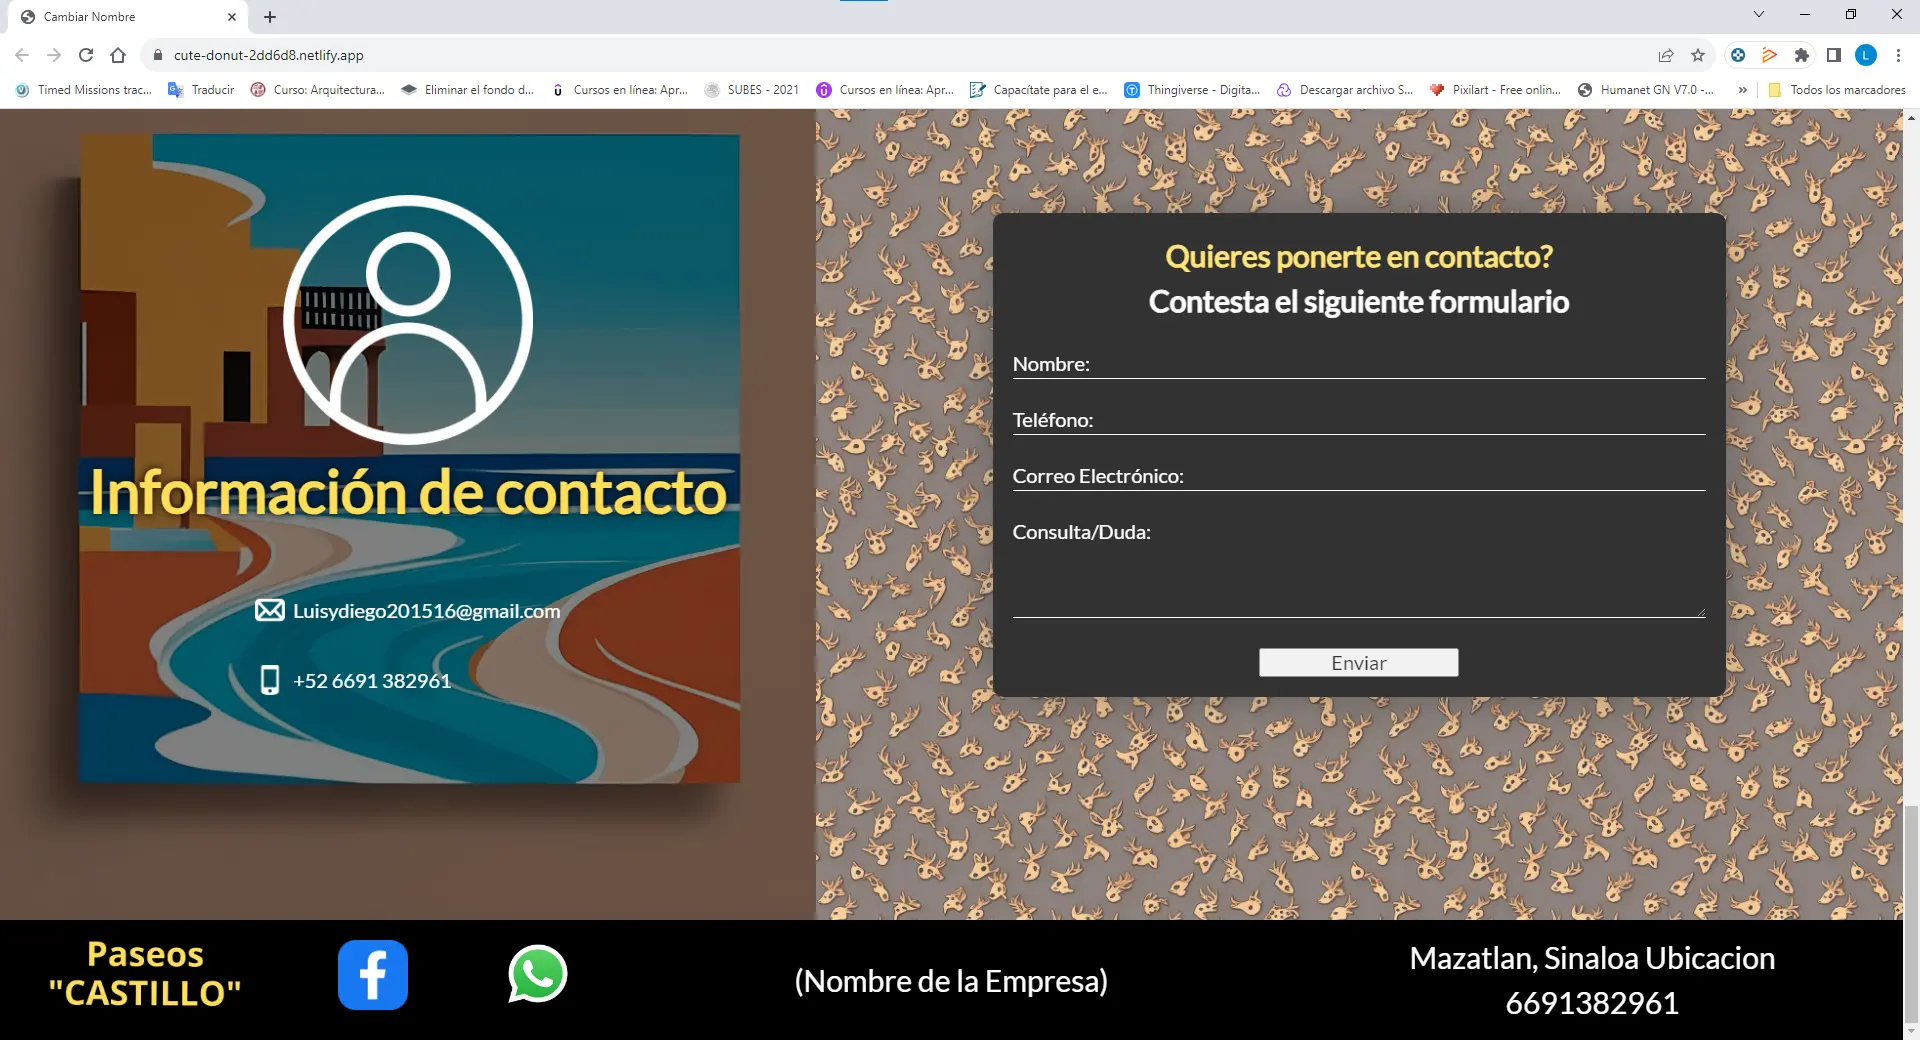 Cambiar Nombre
cute-donut-2dd6d8.netlify.app
L
Timed Missions trac...
Traducir
Curso: Arquitectura...
Eliminar el fondo d...
Cursos en línea: Apr...
SUBES - 2021
Cursos en línea: Apr...
Capacítate para el e...
Thingiverse - Digita...
Descargar archivo S...
Pixilart - Free onlin...
Humanet GN V7.0 -...
»
Todos los marcadores
Información de contacto
Luisydiego201516@gmail.com
+52 6691 382961
Quieres ponerte en contacto?
Contesta el siguiente formulario
Nombre:
Teléfono:
Correo Electrónico:
Consulta/Duda:
Enviar
Paseos
"CASTILLO"
(Nombre de la Empresa)
Mazatlan, Sinaloa Ubicacion
6691382961